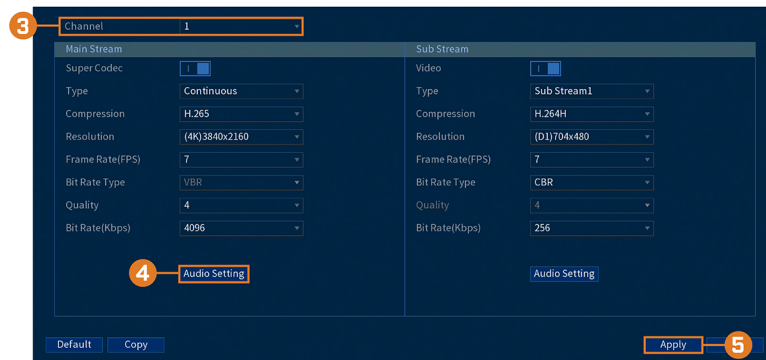 3 Channel 1
Main Stream Sub Stream
Super Codec Video
Type Continuous Type Sub Stream1
Compression H.265 Compression H.264H
Resolution (4K)3840x2160 Resolution (D1)704x480
Frame Rate(FPS) 7 Frame Rate(FPS) 7
Bit Rate Type VBR Bit Rate Type CBR
Quality 4 Quality 4
Bit Rate(Kbps) 4096 Bit Rate(Kbps) 256
4 Audio Setting Audio Setting
Default Copy Apply 5